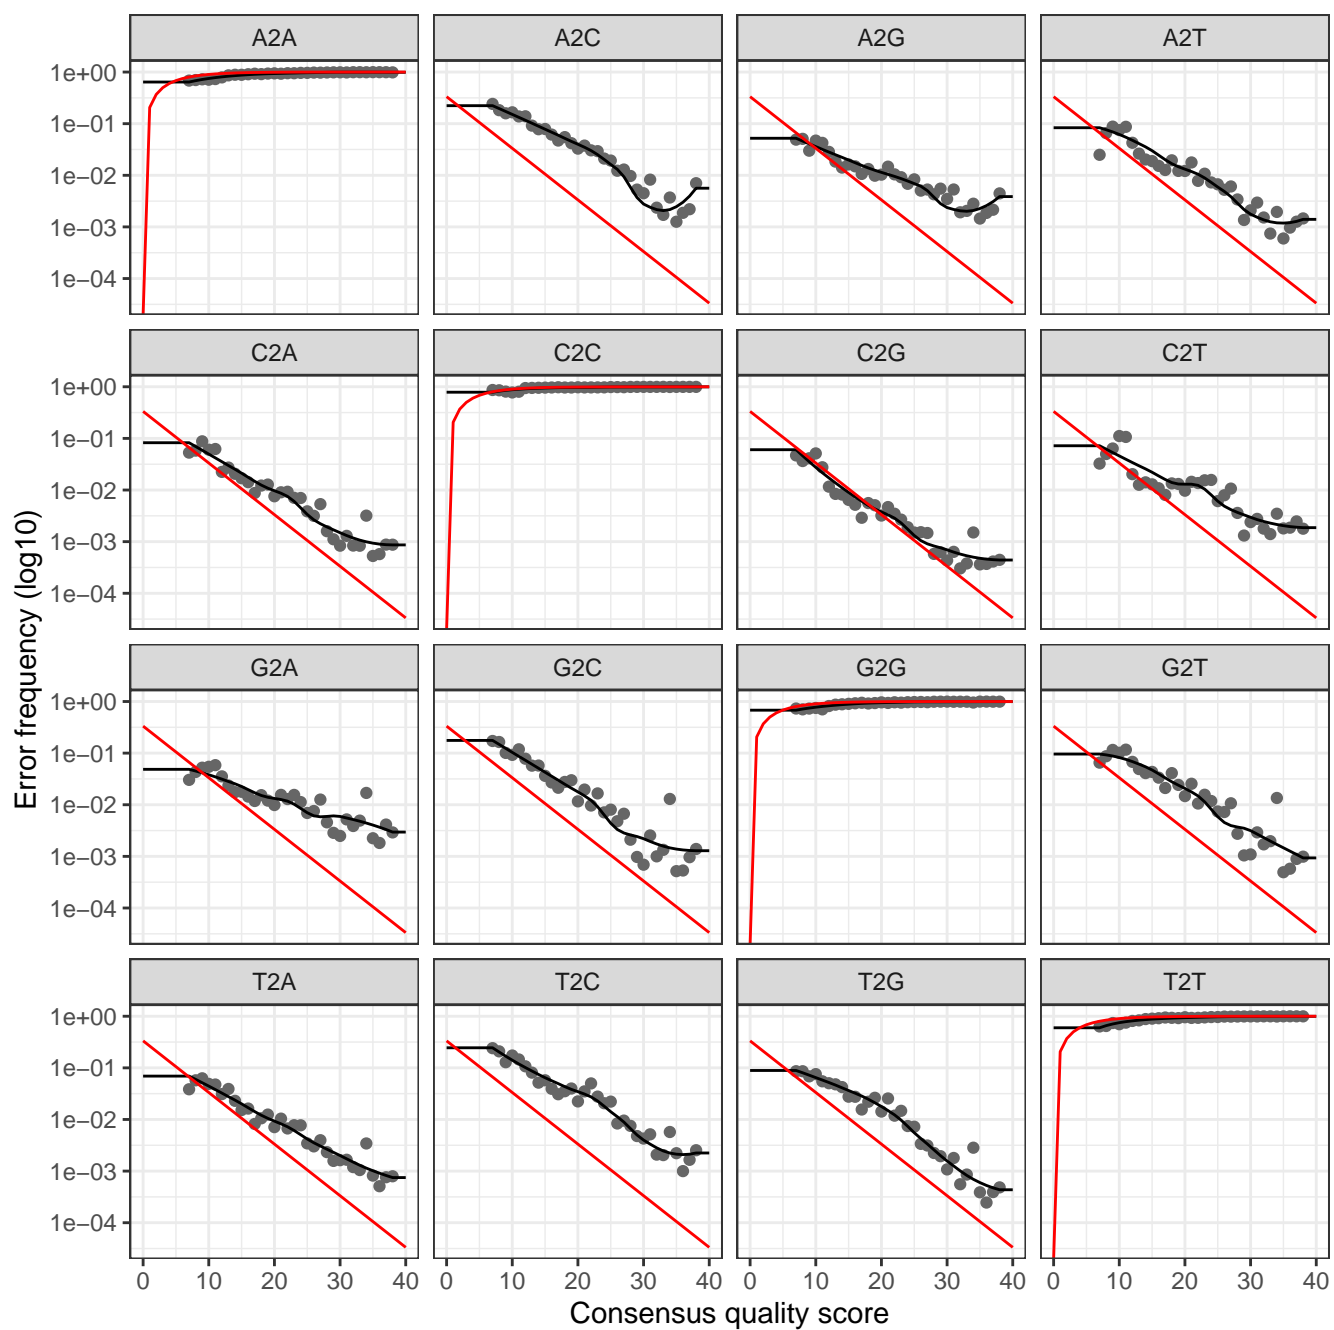 A2A A2C A2G A2T
1e+00
1e−01
1e−02
1e−03
1e−04
C2A C2C C2G C2T
1e+00
1e−01
1e−02
1e−03
1e−04
Error frequency (log10)
G2A G2C G2G G2T
1e+00
1e−01
1e−02
1e−03
1e−04
T2A T2C T2G T2T
1e+00
1e−01
1e−02
1e−03
1e−04
0 10 20 30 40 0 10 20 30 40 0 10 20 30 40 0 10 20 30 40
Consensus quality score